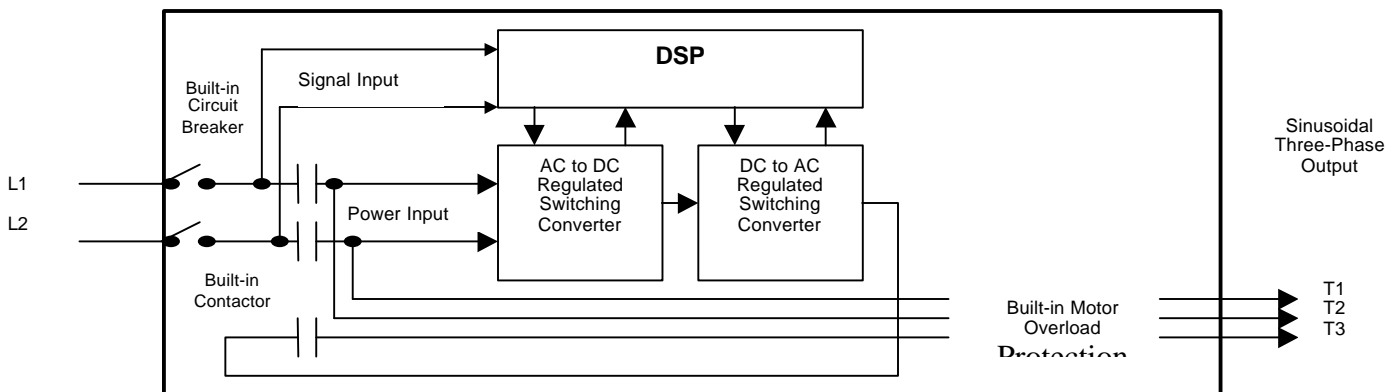 DSP
Signal Input
Built-in
Circuit
Breaker
AC to DC
Regulated
Switching
Converter
DC to AC
Regulated
Switching
Converter
Sinusoidal
Three-Phase
Output
L1
Power Input
L2
Built-in
Contactor
Built-in Motor
Overload
Protection
T1
T2
T3